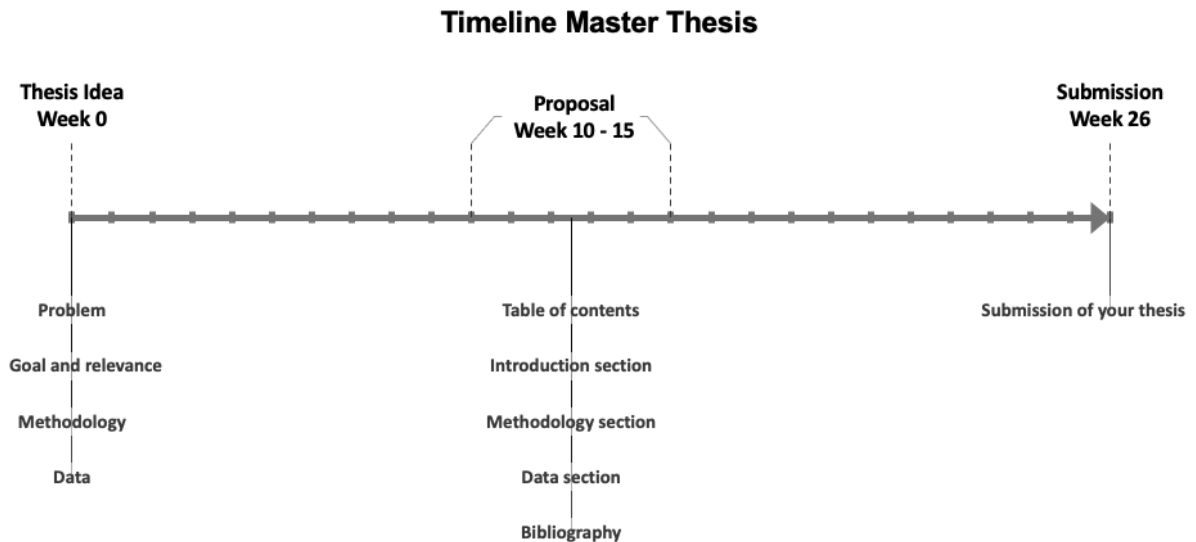 Timeline Master Thesis
Thesis Idea
Week 0
Proposal
Week 10 - 15
Submission
Week 26
Problem
Goal and relevance
Methodology
Data
Table of contents
Introduction section
Methodology section
Data section
Bibliography
Submission of your thesis